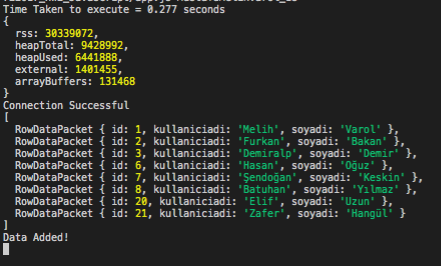 Time Taken to execute = 0.277 seconds
{
  rss: 30339072,
  heapTotal: 9428992,
  heapUsed: 6441888,
  external: 1401455,
  arrayBuffers: 131468
}
Connection Successful
[
  RowDataPacket { id: 1, kullaniciadi: 'Melih', soyadi: 'Varol' },
  RowDataPacket { id: 2, kullaniciadi: 'Furkan', soyadi: 'Bakan' },
  RowDataPacket { id: 3, kullaniciadi: 'Demiralp', soyadi: 'Demir' },
  RowDataPacket { id: 6, kullaniciadi: 'Hasan', soyadi: 'Oğuz' },
  RowDataPacket { id: 7, kullaniciadi: 'Şendoğan', soyadi: 'Keskin' },
  RowDataPacket { id: 8, kullaniciadi: 'Batuhan', soyadi: 'Yılmaz' },
  RowDataPacket { id: 20, kullaniciadi: 'Elif', soyadi: 'Uzun' },
  RowDataPacket { id: 21, kullaniciadi: 'Zafer', soyadi: 'Hangül' }
]
Data Added!